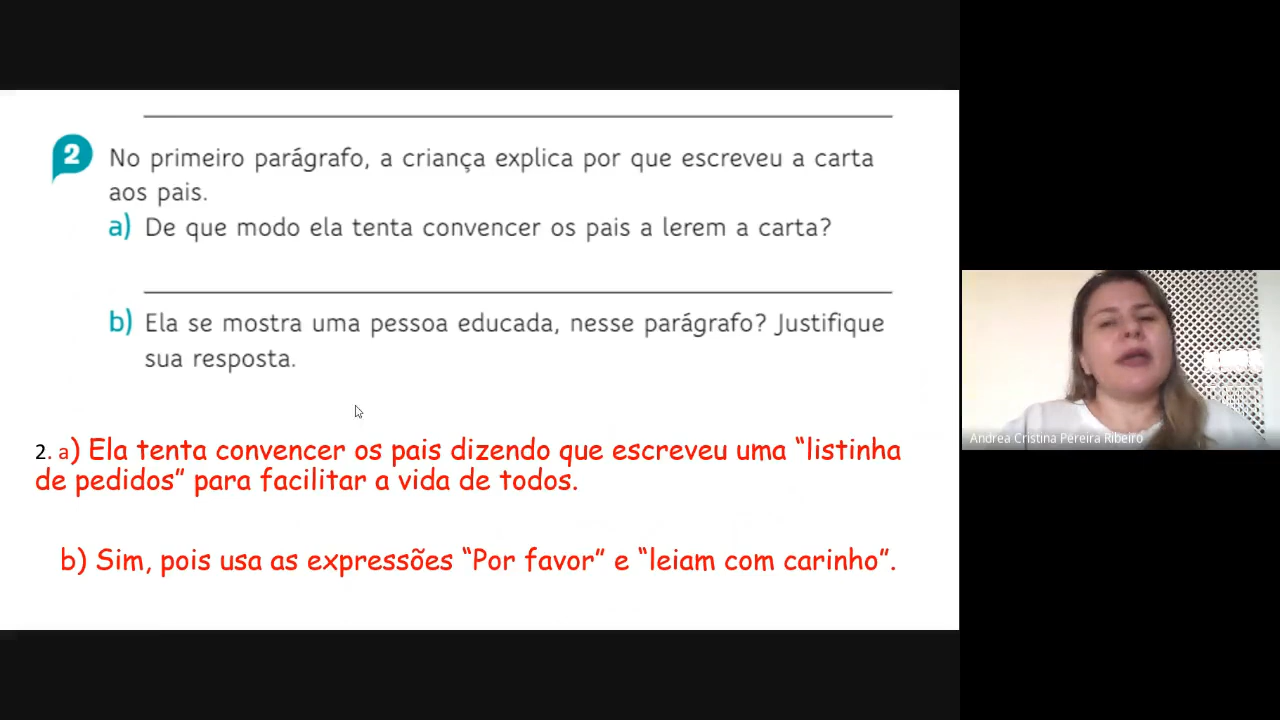 2
No primeiro parágrafo, a criança explica por que escreveu a carta
aos pais.
a) De que modo ela tenta convencer os pais a lerem a carta?
b) Ela se mostra uma pessoa educada, nesse parágrafo? Justifique
sua resposta.
2. a) Ela tenta convencer os pais dizendo que escreveu uma “listinha
de pedidos” para facilitar a vida de todos.
b) Sim, pois usa as expressões “Por favor” e “leiam com carinho”.
Andrea Cristina Pereira Ribeiro